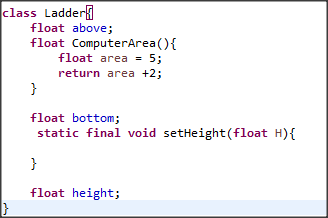 class Ladder{
    float above;
    float ComputerArea(){
        float area = 5;
        return area +2;
    }

    float bottom;
     static final void setHeight(float H){

    }

    float height;
}